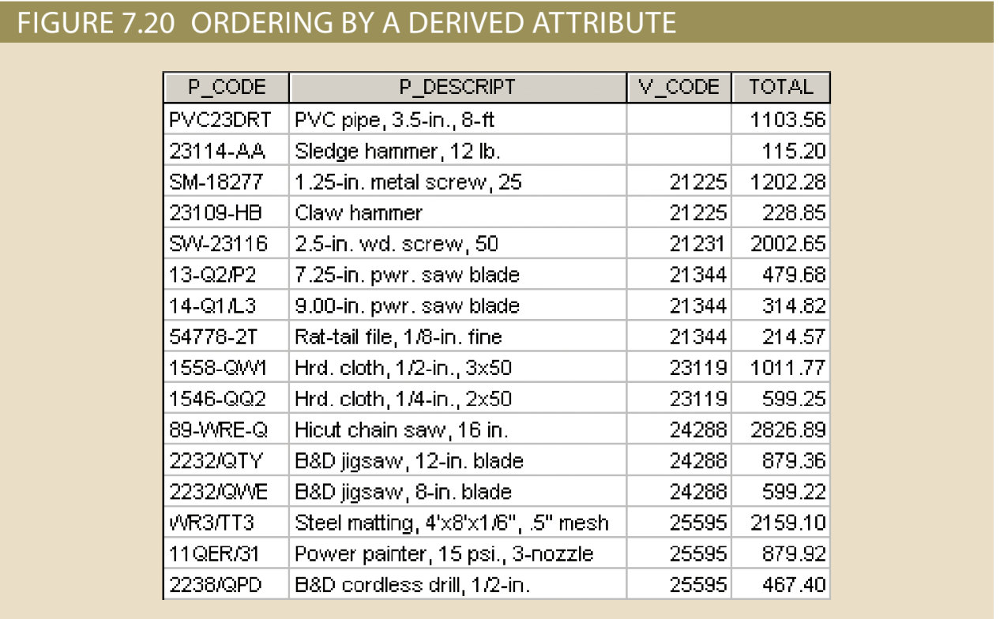 FIGURE 7.20 ORDERING BY A DERIVED ATTRIBUTE
P_CODE P_DESCRIPT V_CODE TOTAL
PVC23DRT PVC pipe, 3.5-in., 8-ft 1103.56
23114-AA Sledge hammer, 12 lb. 115.20
SM-18277 1.25-in. metal screw, 25 21225 1202.28
23109-HB Claw hammer 21225 228.85
SW-23116 2.5-in. wd. screw, 50 21231 2002.65
13-Q2/P2 7.25-in. pwr. saw blade 21344 479.68
14-Q1/L3 9.00-in. pwr. saw blade 21344 314.82
54778-2T Rat-tail file, 1/8-in. fine 21344 214.57
1558-QW1 Hrd. cloth, 1/2-in., 3x50 23119 1011.77
1546-QQ2 Hrd. cloth, 1/4-in., 2x50 23119 599.25
89-WRE-Q Hicut chain saw, 16 in. 24288 2826.89
2232/QTY B&D jigsaw, 12-in. blade 24288 879.36
2232/QWE B&D jigsaw, 8-in. blade 24288 599.22
WR3/TT3 Steel matting, 4'x8'x1/6", .5" mesh 25595 2159.10
11QER/31 Power painter, 15 psi., 3-nozzle 25595 879.92
2238/QPD B&D cordless drill, 1/2-in. 25595 467.40